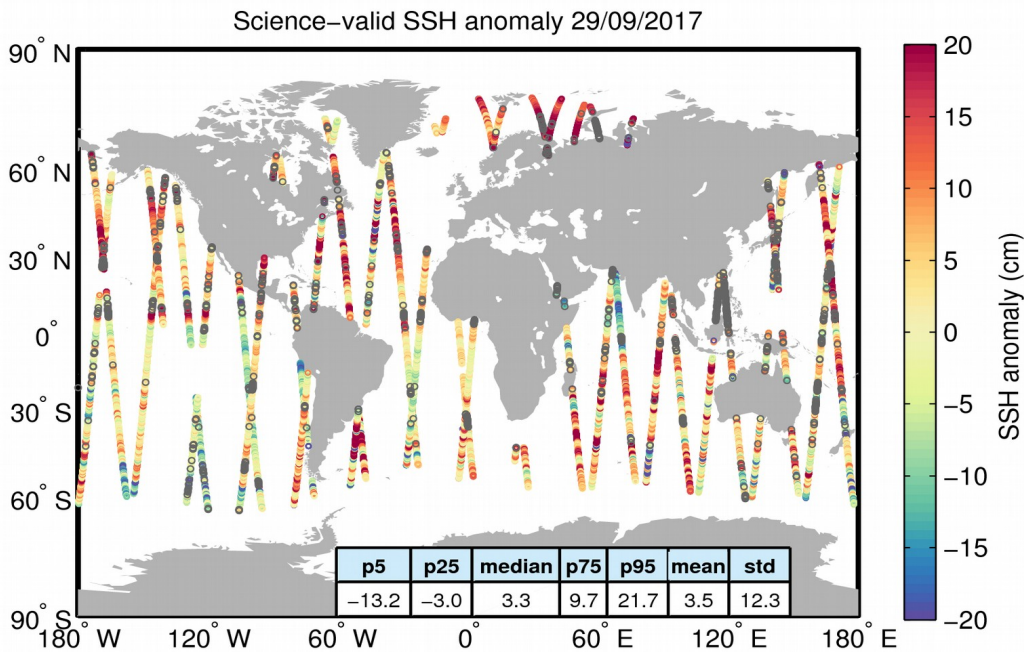 Science−valid SSH anomaly 29/09/2017
90° N
60° N
30° N
0°
30° S
60° S
90° S
180° W
120° W
60° W
0°
60° E
120° E
180° E
p5 p25 median p75 p95 mean std
−13.2 −3.0 3.3 9.7 21.7 3.5 12.3
20
15
10
5
0
−5
−10
−15
−20
SSH anomaly (cm)